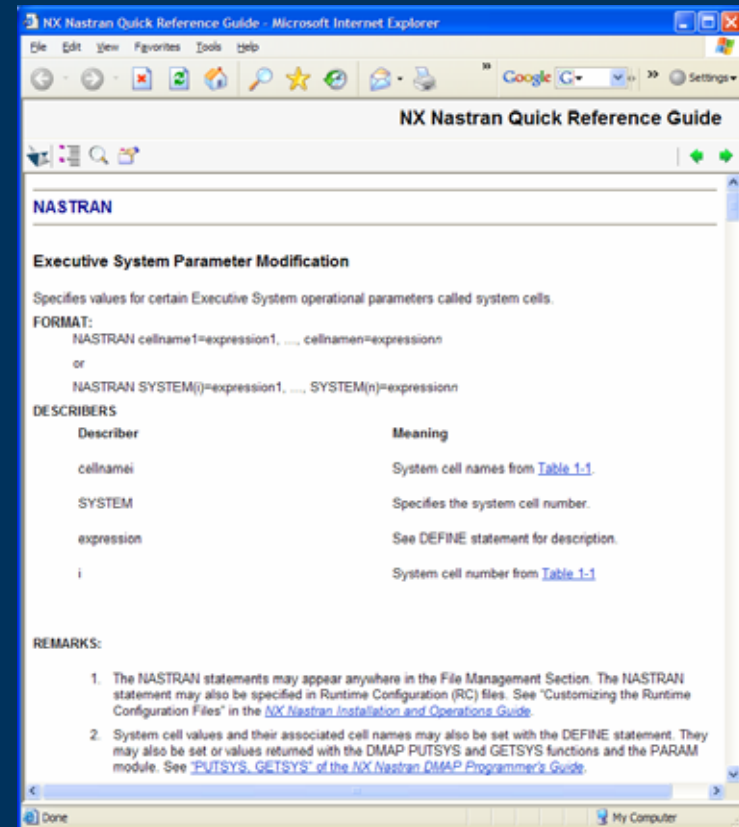 NX Nastran Quick Reference Guide - Microsoft Internet Explorer
File Edit View Favorites Tools Help
» Google G » Settings
NX Nastran Quick Reference Guide
NASTRAN
Executive System Parameter Modification
Specifies values for certain Executive System operational parameters called system cells.
FORMAT:
NASTRAN cellname1=expression1, ..., cellnamen=expressionn
or
NASTRAN SYSTEM(i)=expression1, ..., SYSTEM(n)=expressionn
DESCRIBERS
Describer Meaning
cellnamei System cell names from Table 1-1.
SYSTEM Specifies the system cell number.
expression See DEFINE statement for description.
i System cell number from Table 1-1
REMARKS:
1. The NASTRAN statements may appear anywhere in the File Management Section. The NASTRAN
statement may also be specified in Runtime Configuration (RC) files. See "Customizing the Runtime
Configuration Files" in the NX Nastran Installation and Operations Guide.
2. System cell values and their associated cell names may also be set with the DEFINE statement. They
may also be set or values returned with the DMAP PUTSYS and GETSYS functions and the PARAM
module. See "PUTSYS, GETSYS" of the NX Nastran DMAP Programmer's Guide.
Done My Computer